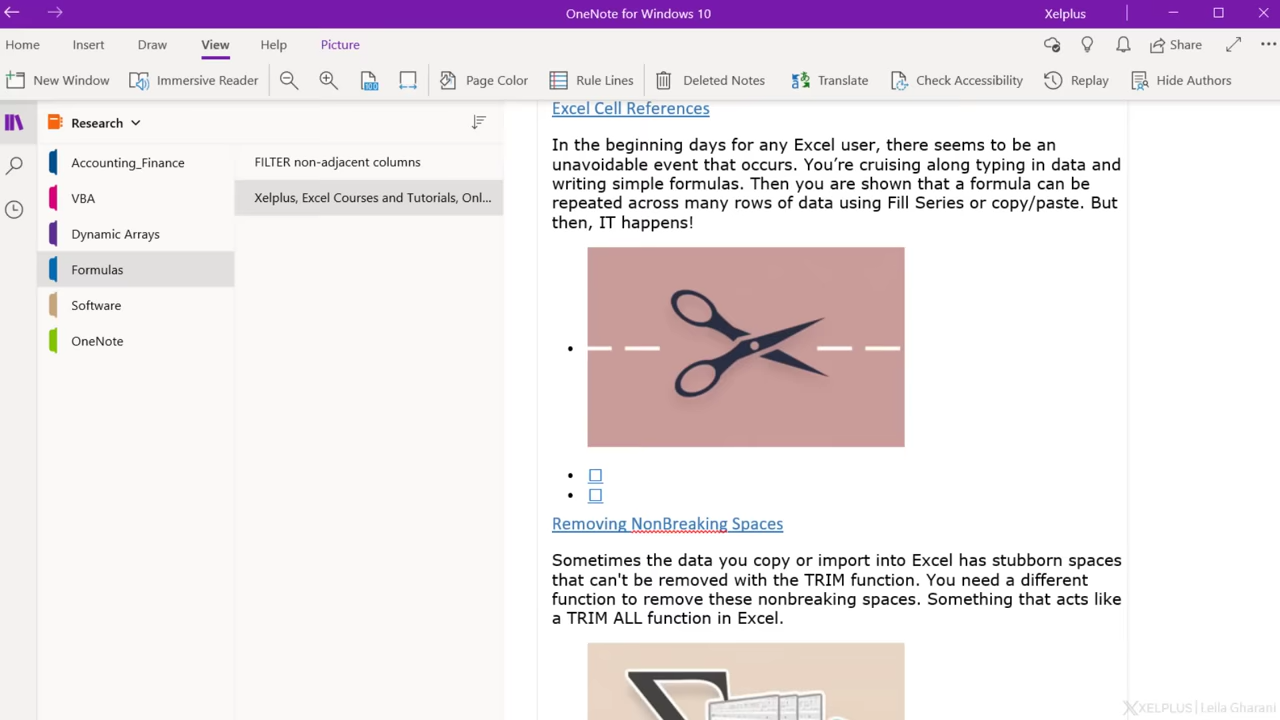 OneNote for Windows 10
Xelplus
Home
Insert
Draw
View
Help
Picture
Share
New Window
Immersive Reader
100
Page Color
Rule Lines
Deleted Notes
Translate
Check Accessibility
Replay
Hide Authors
Research
Accounting_Finance
VBA
Dynamic Arrays
Formulas
Software
OneNote
FILTER non-adjacent columns
Xelplus, Excel Courses and Tutorials, Onl...
Excel Cell References
In the beginning days for any Excel user, there seems to be an
unavoidable event that occurs. You’re cruising along typing in data and
writing simple formulas. Then you are shown that a formula can be
repeated across many rows of data using Fill Series or copy/paste. But
then, IT happens!
Removing NonBreaking Spaces
Sometimes the data you copy or import into Excel has stubborn spaces
that can't be removed with the TRIM function. You need a different
function to remove these nonbreaking spaces. Something that acts like
a TRIM ALL function in Excel.
XELPLUS | Leila Gharani